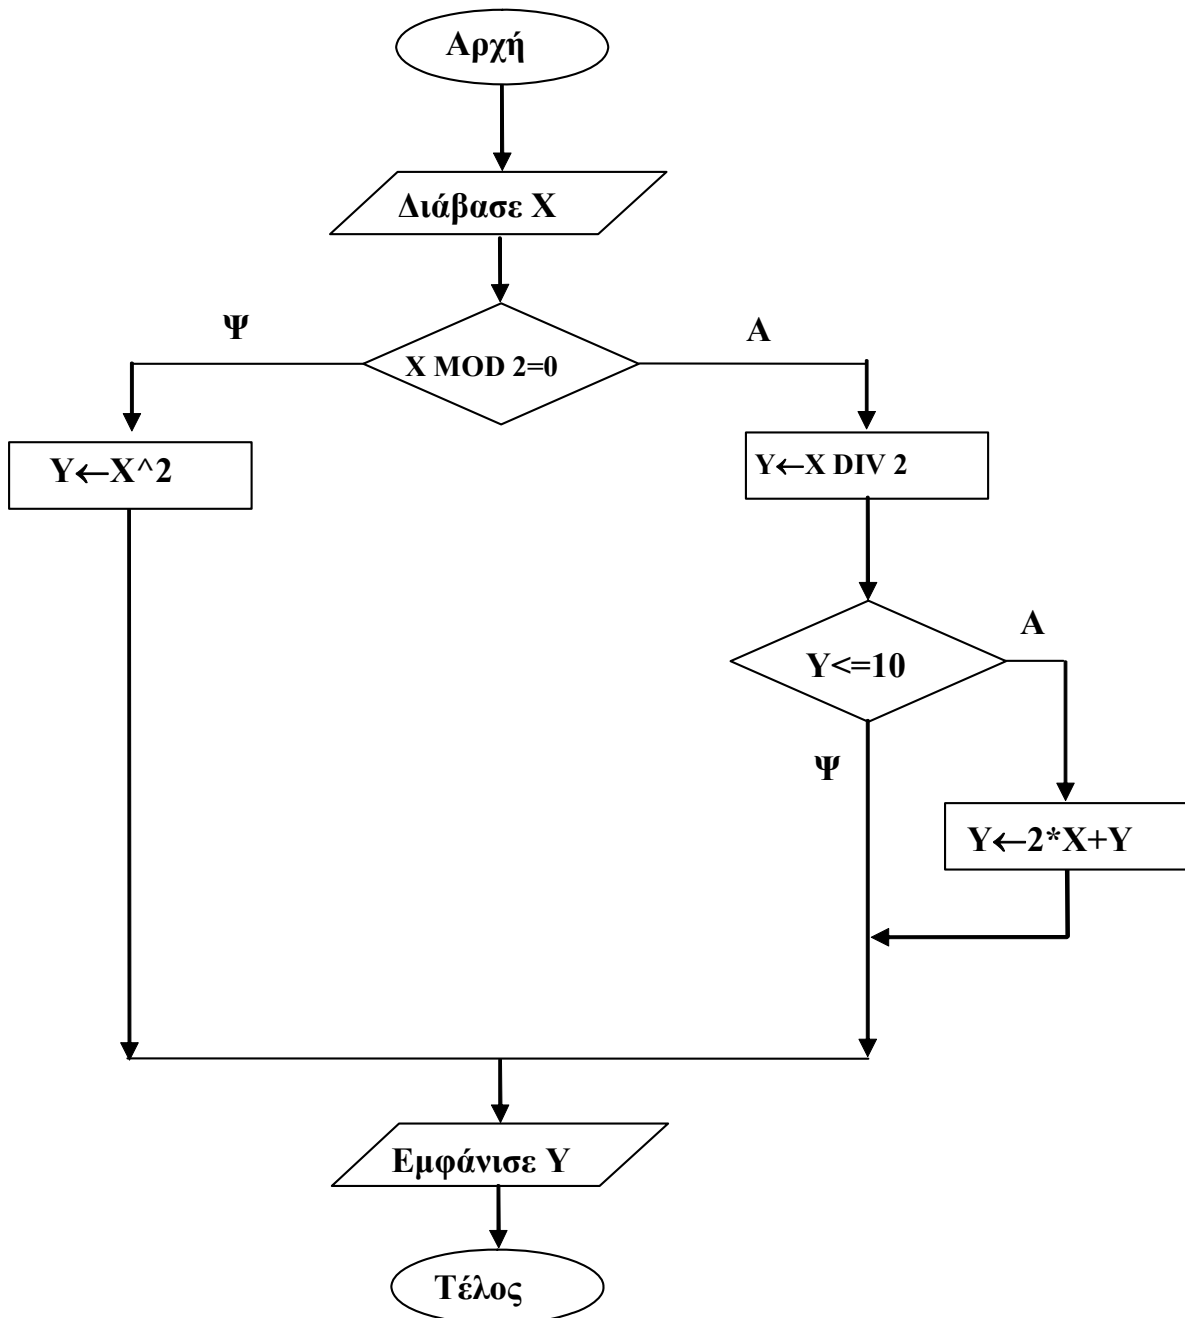 Αρχή
Διάβασε Χ
Ψ
Α
X MOD 2=0
Y←X^2
Y←X DIV 2
Α
Y<=10
Ψ
Y←2*X+Y
Εμφάνισε Υ
Τέλος